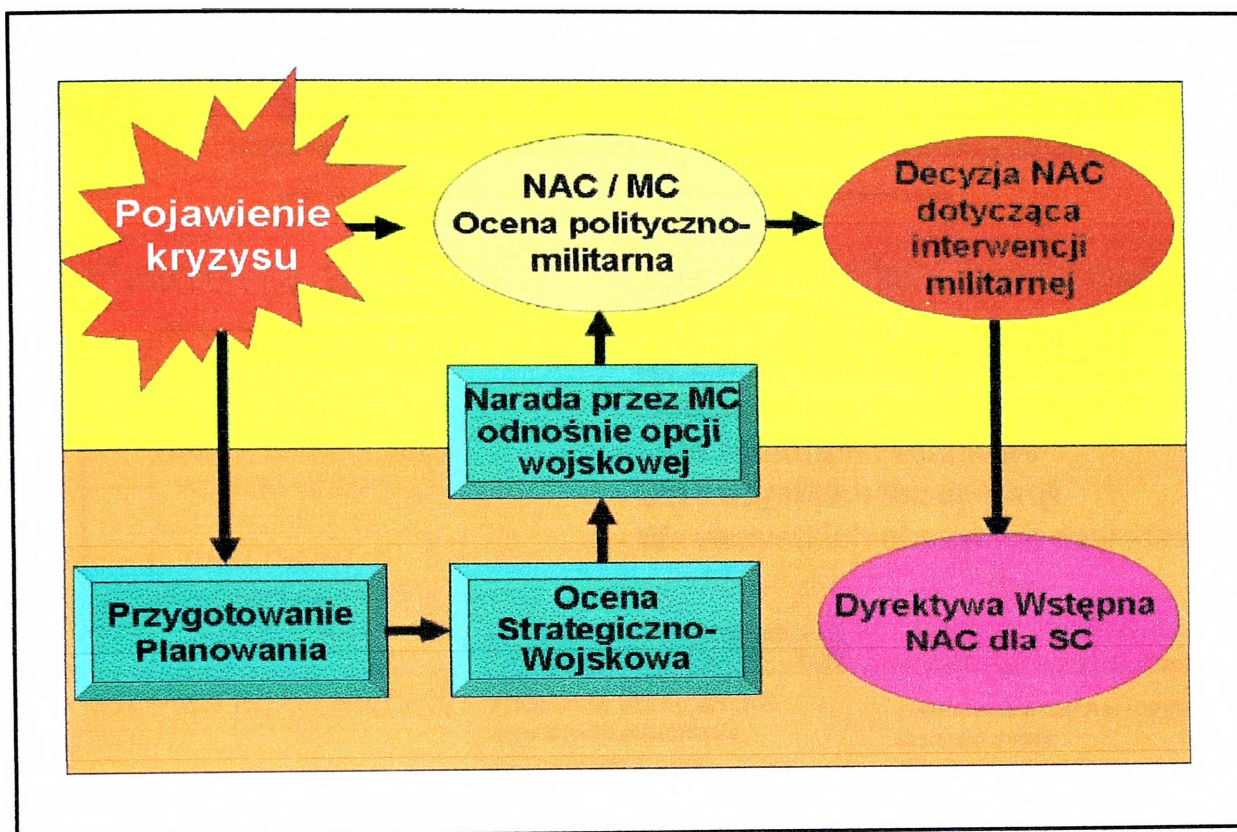 Pojawienie
kryzysu
NAC / MC
Ocena polityczno-
militarna
Decyzja NAC
dotycząca
interwencji
militarnej
Narada przez MC
odnośnie opcji
wojskowej
Przygotowanie
Planowania
Ocena
Strategiczno-
Wojskowa
Dyrektywa Wstępna
NAC dla SC